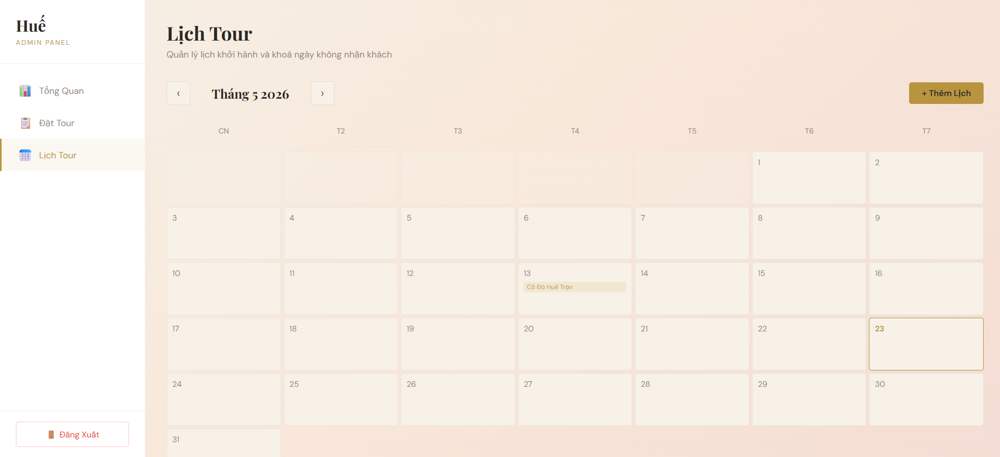 Huế
ADMIN PANEL
Tổng Quan
Đặt Tour
Lịch Tour
Đăng Xuất
Lịch Tour
Quản lý lịch khởi hành và khoá ngày không nhận khách
‹ Tháng 5 2026 ›
+ Thêm Lịch
CN T2 T3 T4 T5 T6 T7
1 2
3 4 5 6 7 8 9
10 11 12 13 14 15 16
Cố Đô Huế Trọn
17 18 19 20 21 22 23
24 25 26 27 28 29 30
31